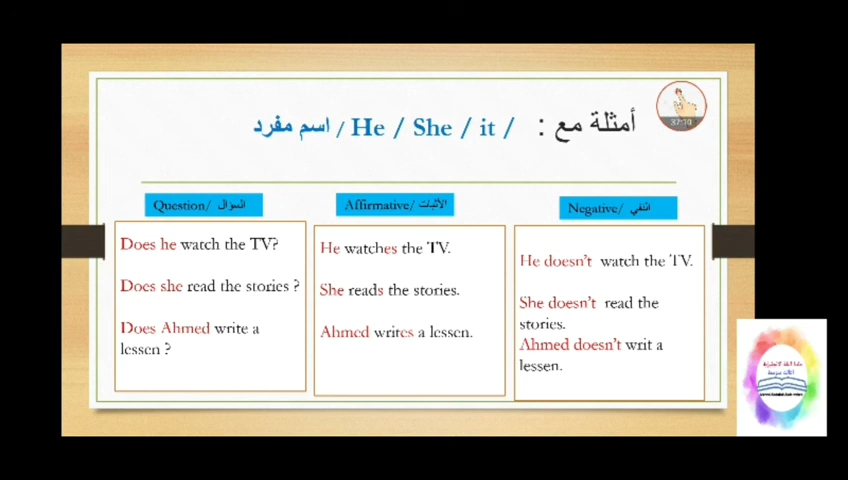 أمثلة مع : / He / She / it / اسم مفرد
37:10
Question/ السؤال
Does he watch the TV?
Does she read the stories ?
Does Ahmed write a
lessen ?
Affirmative/ الأثبات
He watches the TV.
She reads the stories.
Ahmed writes a lessen.
Negative/ النفي
He doesn't watch the TV.
She doesn't read the
stories.
Ahmed doesn't writ a
lessen.